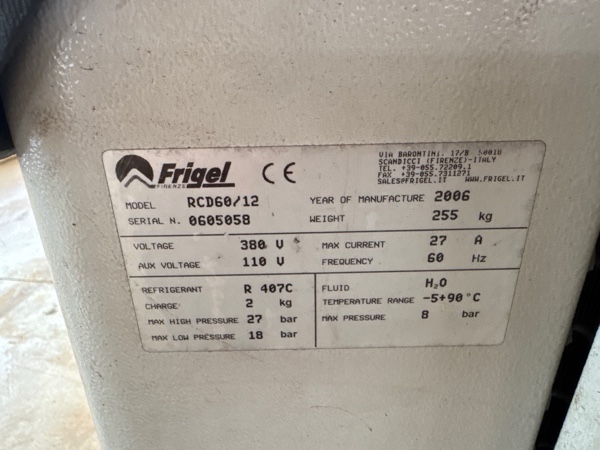 Frigel
FIRENZE
CE
VIA BARONTINI, 17/B 50018
SCANDICCI (FIRENZE)-ITALY
TEL. +39-055.72209.1
FAX +39-055.7311271
SALES@FRIGEL.IT WWW.FRIGEL.IT
MODEL RCD60/12 YEAR OF MANUFACTURE 2006
SERIAL N. 0605058 WEIGHT 255 kg
VOLTAGE 380 V MAX CURRENT 27 A
AUX VOLTAGE 110 V FREQUENCY 60 Hz
REFRIGERANT R 407C FLUID H₂O
CHARGE 2 kg TEMPERATURE RANGE -5+90°C
MAX HIGH PRESSURE 27 bar MAX PRESSURE 8 bar
MAX LOW PRESSURE 18 bar